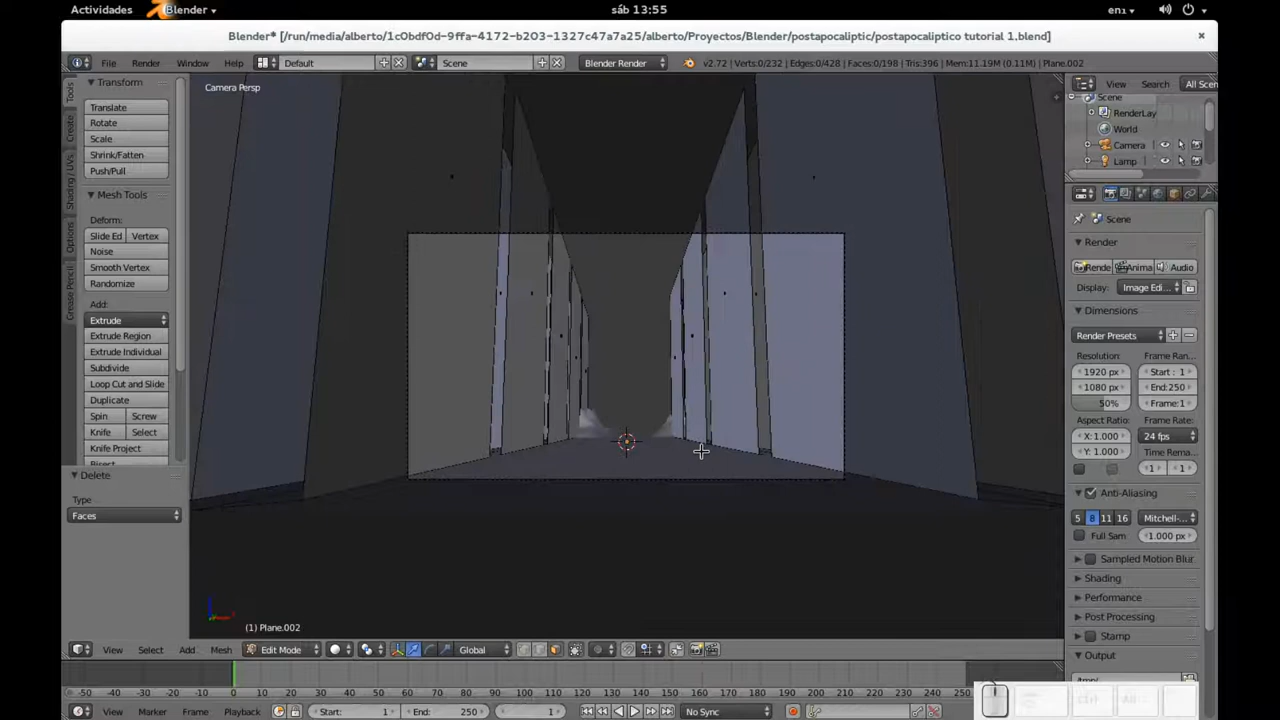 Actividades Blender sáb 13:55 en₁
Blender* [/run/media/alberto/1c0bdf0d-9ffa-4172-b203-1327c47a7a25/alberto/Proyectos/Blender/postapocaliptic/postapocaliptico tutorial 1.blend]
File Render Window Help Default Scene Blender Render v2.72 | Verts:0/232 | Edges:0/428 | Faces:0/198 | Tris:396 | Mem:11.19M (0.11M) | Plane.002
Tools
Create
Shading / UVs
Options
Grease Pencil
Transform
Translate
Rotate
Scale
Shrink/Fatten
Push/Pull
Mesh Tools
Deform:
Slide Ed Vertex
Noise
Smooth Vertex
Randomize
Add:
Extrude
Extrude Region
Extrude Individual
Subdivide
Loop Cut and Slide
Duplicate
Spin Screw
Knife Select
Knife Project
Bisect
Delete
Type
Faces
Camera Persp
(1) Plane.002
View Select Add Mesh Edit Mode Global
-50 -40 -30 -20 -10 0 10 20 30 40 50 60 70 80 90 100 110 120 130 140 150 160 170 180 190 200 210 220 230 240 250
View Marker Frame Playback Start: 1 End: 250 1 No Sync
View Search All Scen
Scene
RenderLay
World
Camera
Lamp
Scene
Render
Rende Anima Audio
Display: Image Edi...
Dimensions
Render Presets
Resolution: Frame Ran...
1920 px Start : 1
1080 px End:250
50% Frame:1
Aspect Ratio: Frame Rate:
X: 1.000 24 fps
Y: 1.000 Time Rema...
1 1
Anti-Aliasing
5 8 11 16 Mitchell-...
Full Sam 1.000 px
Sampled Motion Blur
Shading
Performance
Post Processing
Stamp
Output
/tmp/
Ctrl